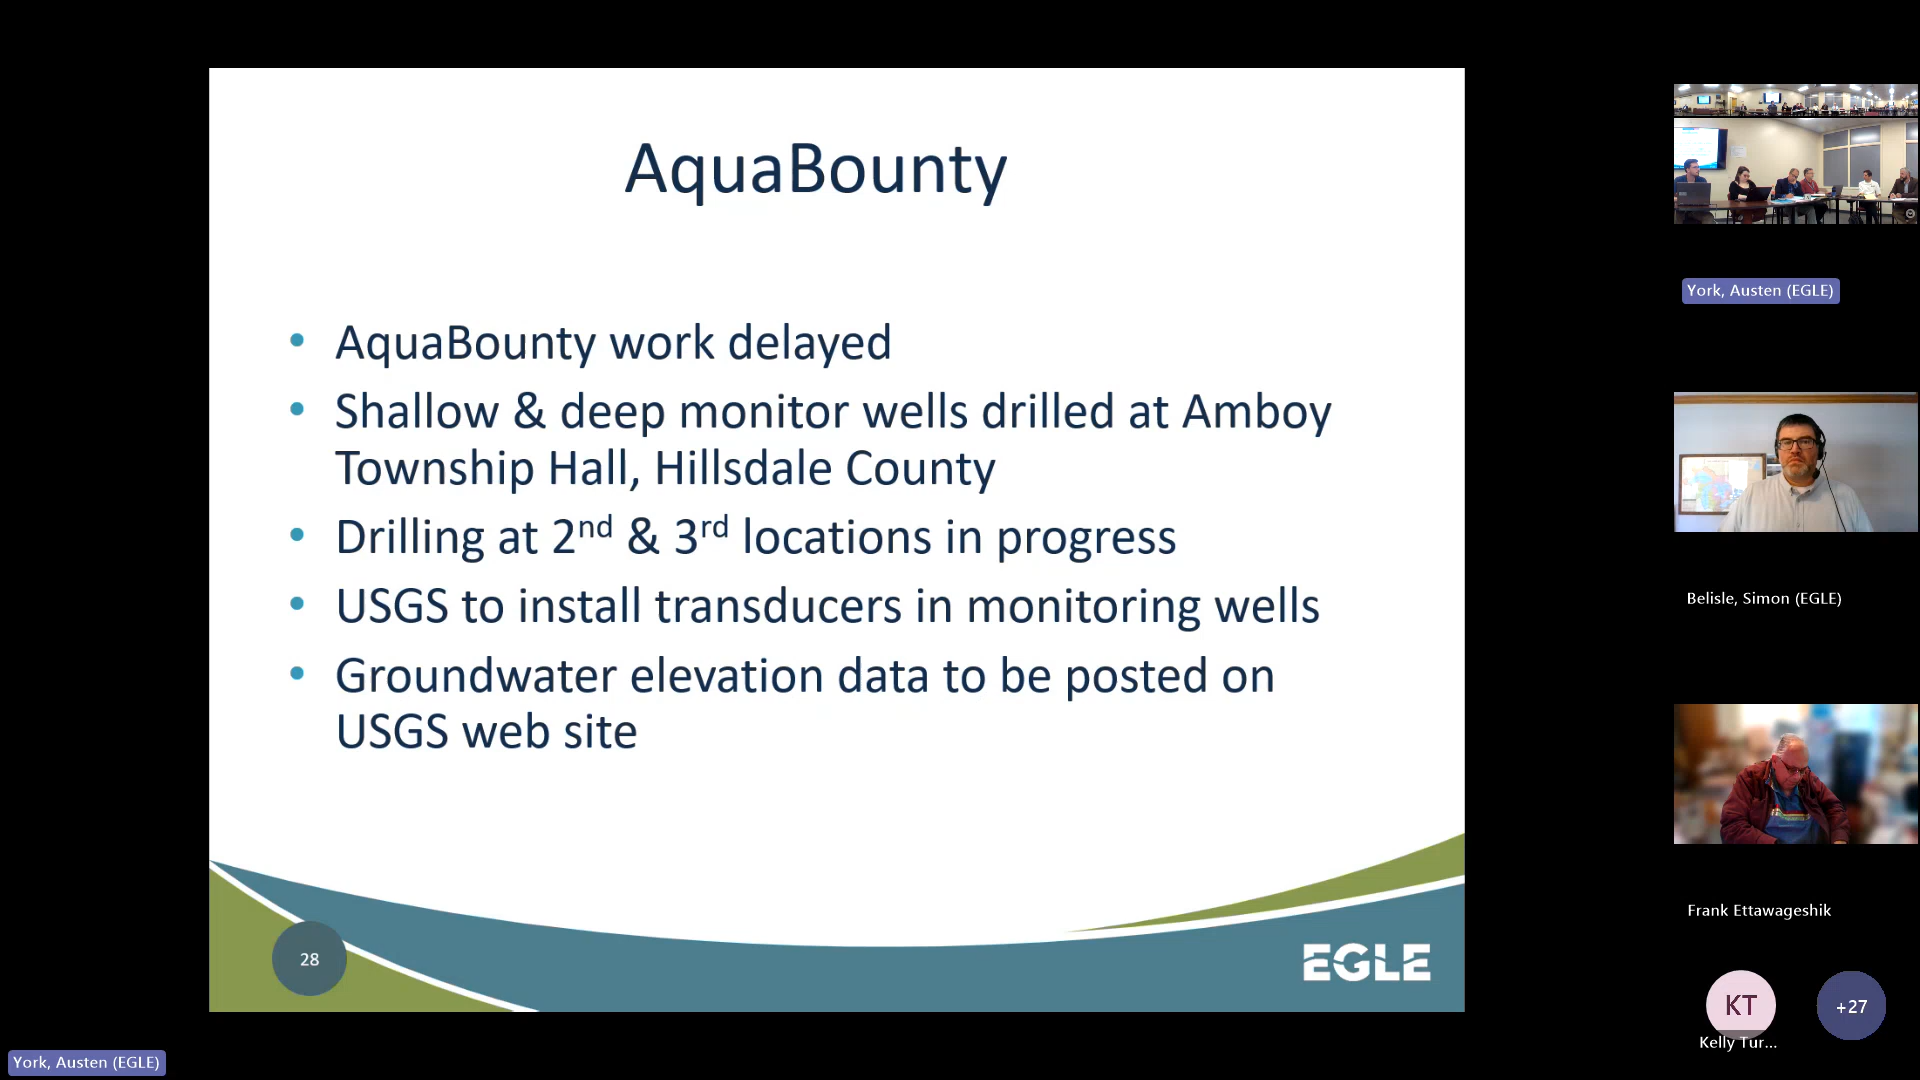 AquaBounty
• AquaBounty work delayed
• Shallow & deep monitor wells drilled at Amboy
Township Hall, Hillsdale County
• Drilling at 2nd & 3rd locations in progress
• USGS to install transducers in monitoring wells
• Groundwater elevation data to be posted on
USGS web site
28
EGLE
York, Austen (EGLE)
Belisle, Simon (EGLE)
Frank Ettawageshik
KT
+27
Kelly Tur...
York, Austen (EGLE)